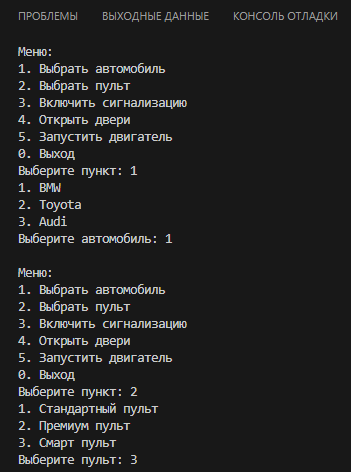 ПРОБЛЕМЫ ВЫХОДНЫЕ ДАННЫЕ КОНСОЛЬ ОТЛАДКИ
Меню:
1. Выбрать автомобиль
2. Выбрать пульт
3. Включить сигнализацию
4. Открыть двери
5. Запустить двигатель
0. Выход
Выберите пункт: 1
1. BMW
2. Toyota
3. Audi
Выберите автомобиль: 1
Меню:
1. Выбрать автомобиль
2. Выбрать пульт
3. Включить сигнализацию
4. Открыть двери
5. Запустить двигатель
0. Выход
Выберите пункт: 2
1. Стандартный пульт
2. Премиум пульт
3. Смарт пульт
Выберите пульт: 3